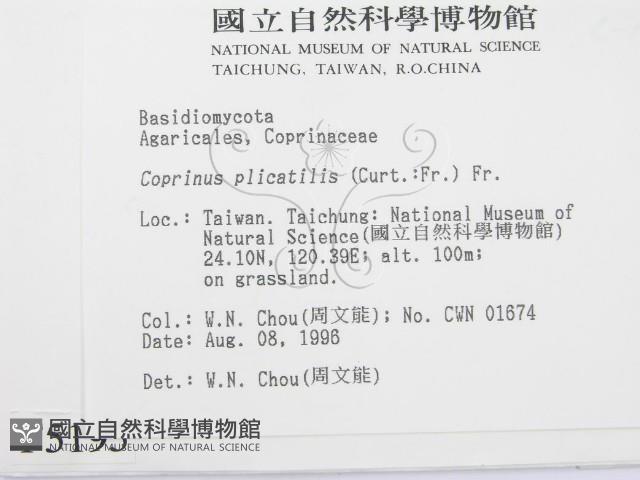 國立自然科學博物館
NATIONAL MUSEUM OF NATURAL SCIENCE
TAICHUNG, TAIWAN, R.O.CHINA
Basidiomycota
Agaricales, Coprinaceae
Coprinus plicatilis (Curt.:Fr.) Fr.
Loc.: Taiwan. Taichung: National Museum of
Natural Science(國立自然科學博物館)
24.10N, 120.39E; alt. 100m;
on grassland.
Col.: W.N. Chou(周文能); No. CWN 01674
Date: Aug. 08, 1996
Det.: W.N. Chou(周文能)
國立自然科學博物館
NATIONAL MUSEUM OF NATURAL SCIENCE